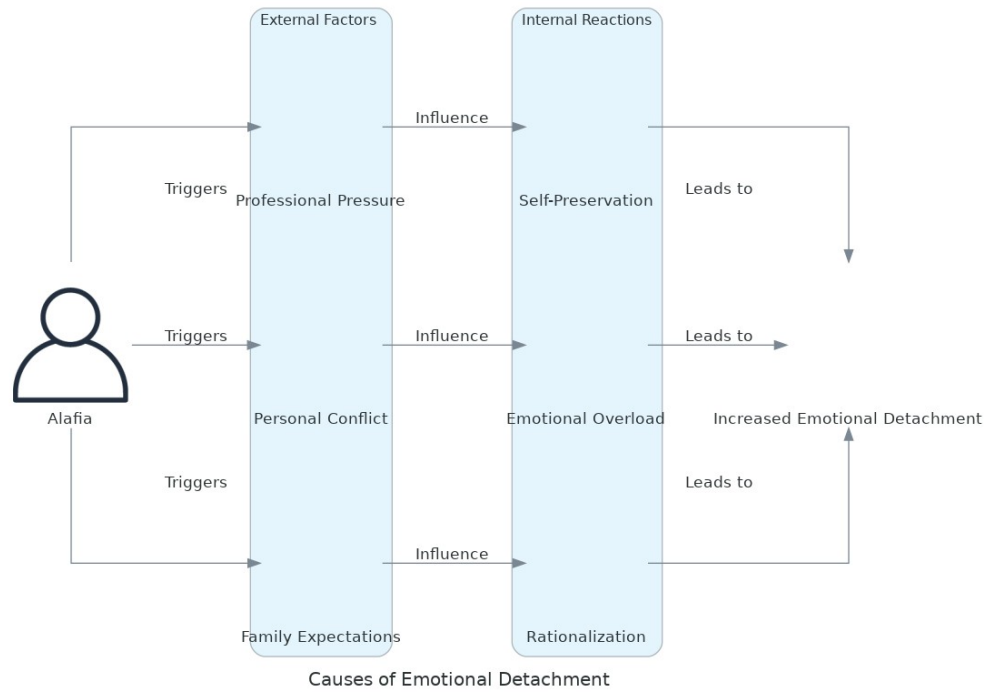 External Factors
Internal Reactions
Influence
Triggers
Professional Pressure
Self-Preservation
Leads to
Triggers
Influence
Leads to
Alafia
Personal Conflict
Emotional Overload
Increased Emotional Detachment
Triggers
Leads to
Influence
Family Expectations
Rationalization
Causes of Emotional Detachment